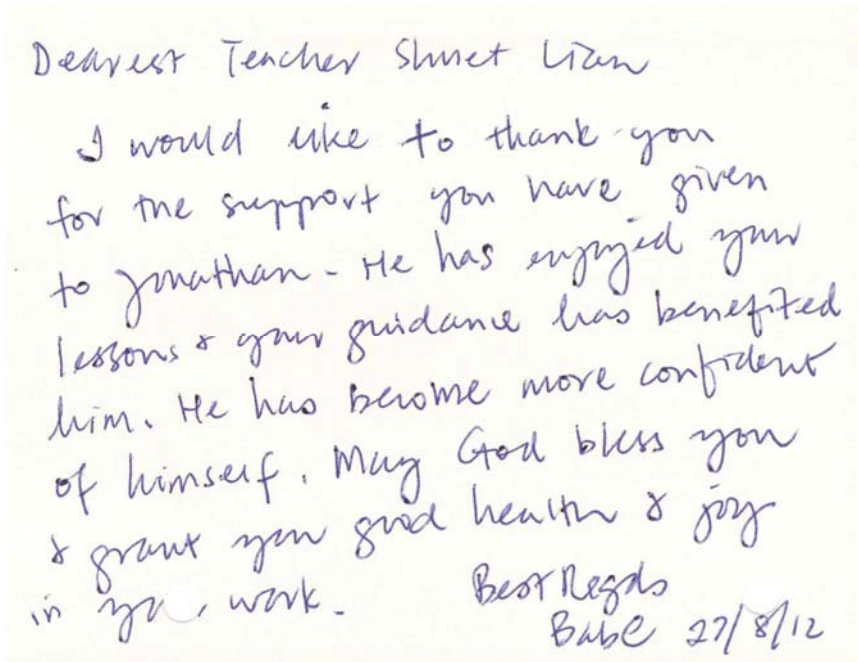 Dearest Teacher Shuet Lian
I would like to thank you
for the support you have given
to Jonathan - He has enjoyed your
lessons & your guidance has benefited
him. He has become more confident
of himself. May God bless you
& grant you good health & joy
in yo work.
Best Regds
Babe 27/8/12